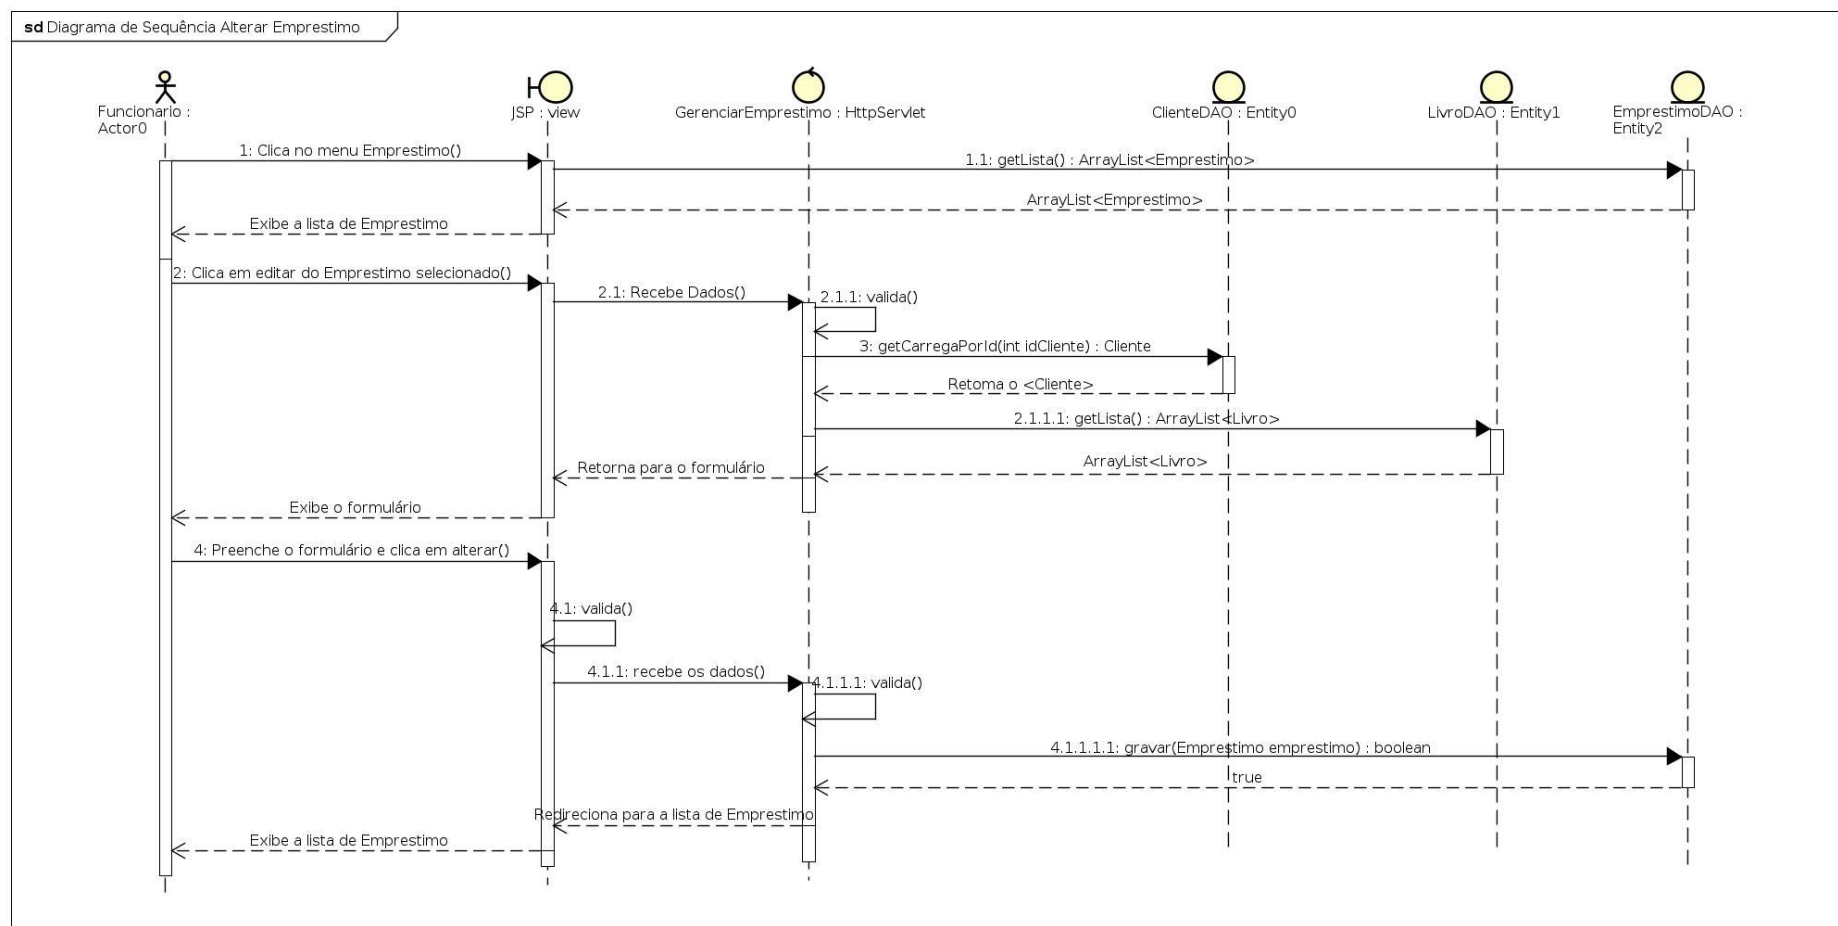 sd Diagrama de Sequência Alterar Emprestimo
Funcionario :
Actor0
JSP : view
GerenciarEmprestimo : HttpServlet
ClienteDAO : Entity0
LivroDAO : Entity1
EmprestimoDAO :
Entity2
1: Clica no menu Emprestimo()
1.1: getLista() : ArrayList<Emprestimo>
ArrayList<Emprestimo>
Exibe a lista de Emprestimo
2: Clica em editar do Emprestimo selecionado()
2.1: Recebe Dados()
2.1.1: valida()
3: getCarregaPorId(int idCliente) : Cliente
Retorna o <Cliente>
2.1.1.1: getLista() : ArrayList<Livro>
ArrayList<Livro>
Retorna para o formulário
Exibe o formulário
4: Preenche o formulário e clica em alterar()
4.1: valida()
4.1.1: recebe os dados()
4.1.1.1: valida()
4.1.1.1.1: gravar(Emprestimo emprestimo) : boolean
true
Redireciona para a lista de Emprestimo
Exibe a lista de Emprestimo